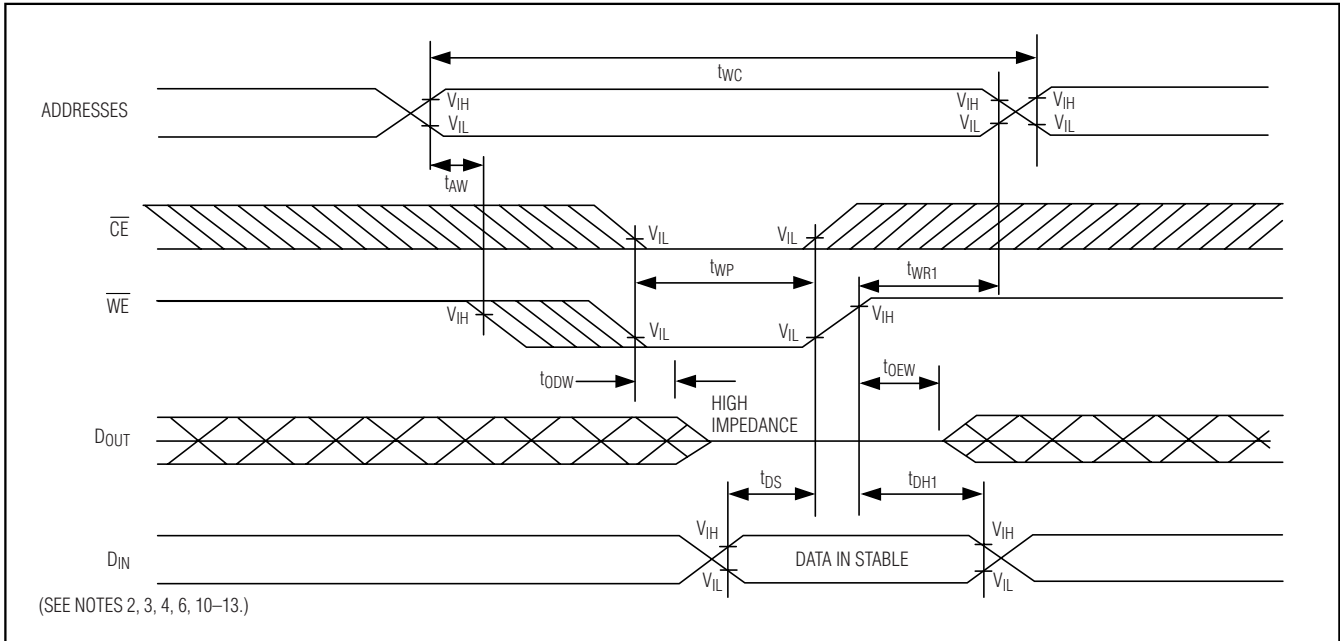 tWC
ADDRESSES
VIH
VIL
VIH
VIL
VIH
VIL
tAW
CE
VIL
VIL
tWP
tWR1
WE
VIH
VIL
VIL
VIH
tODW
tOEW
HIGH
IMPEDANCE
DOUT
tDS
tDH1
VIH
VIH
DIN
DATA IN STABLE
VIL
VIL
(SEE NOTES 2, 3, 4, 6, 10–13.)